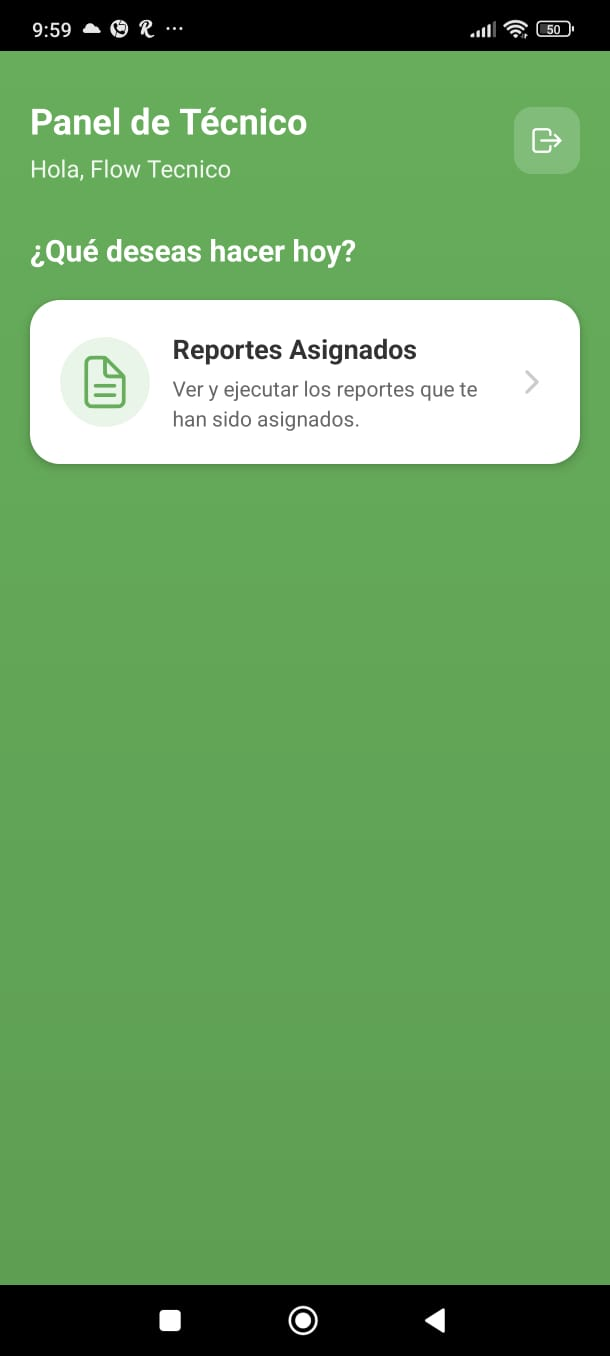 9:59
50
Panel de Técnico
Hola, Flow Tecnico
¿Qué deseas hacer hoy?
Reportes Asignados
Ver y ejecutar los reportes que te
han sido asignados.